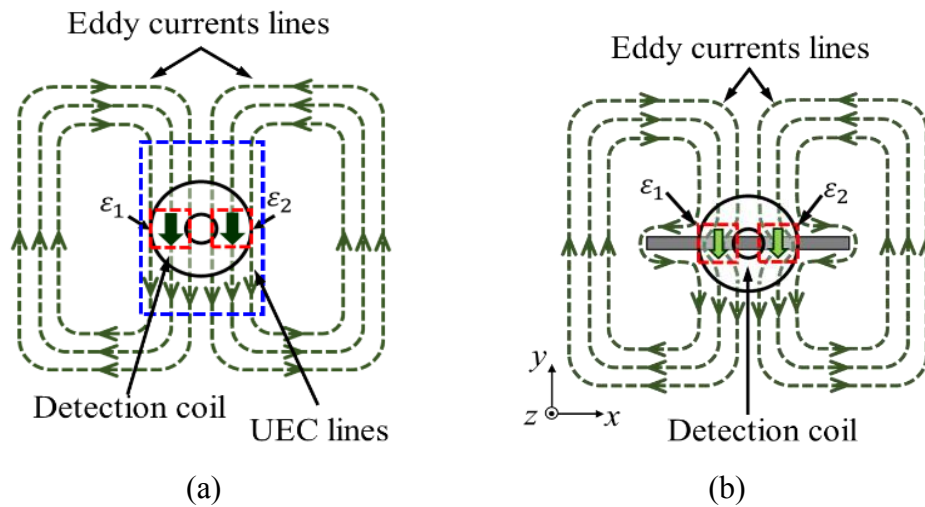 Eddy currents lines
ε1
ε2
Detection coil
UEC lines
(a)
Eddy currents lines
ε1
ε2
y
z
x
Detection coil
(b)